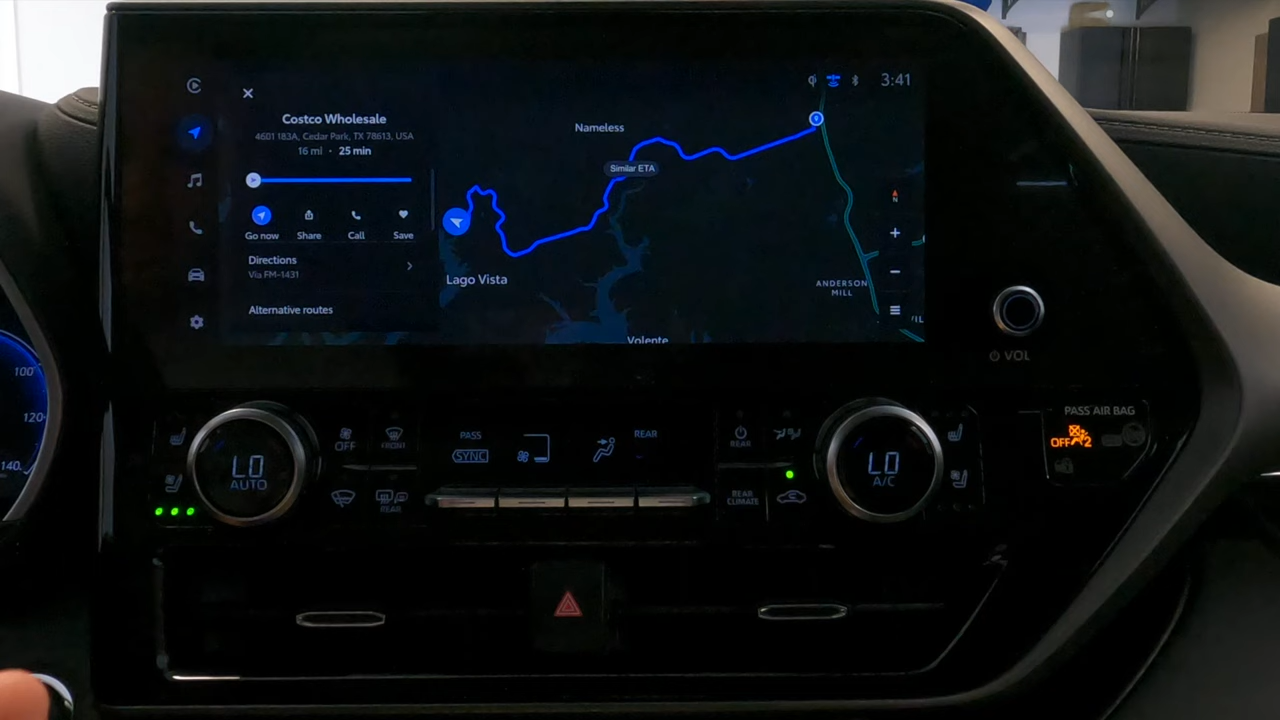 3:41
Costco Wholesale
4601 183A, Cedar Park, TX 78613, USA
16 mi · 25 min
Go now
Share
Call
Save
Directions
Via FM-1431
Alternative routes
Nameless
Similar ETA
Lago Vista
Volente
ANDERSON
MILL
N
+
−
100
120
140
VOL
PASS AIR BAG
OFF 2
LO
AUTO
OFF
FRONT
REAR
PASS
SYNC
REAR
REAR
REAR
CLIMATE
LO
A/C